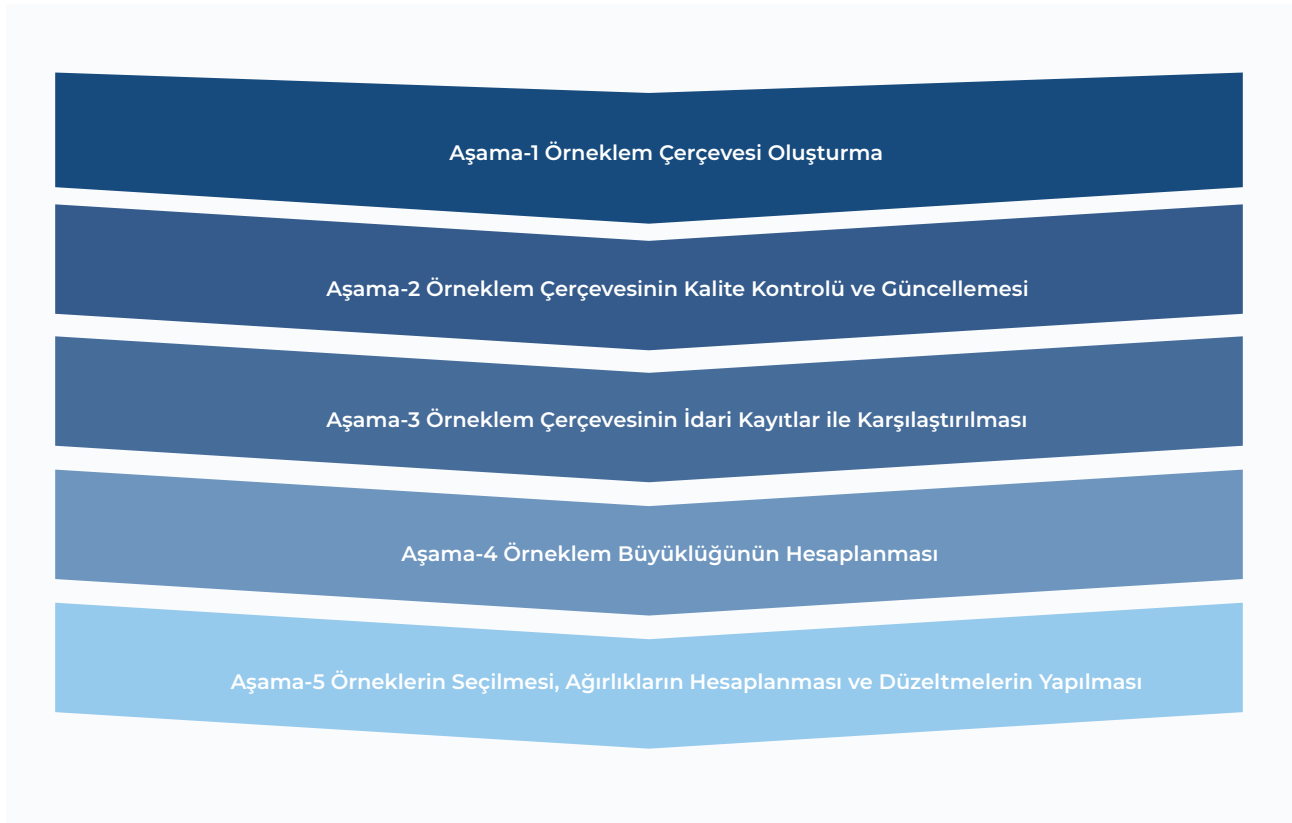 Aşama-1 Örneklem Çerçevesi Oluşturma
Aşama-2 Örneklem Çerçevesinin Kalite Kontrolü ve Güncellemesi
Aşama-3 Örneklem Çerçevesinin İdari Kayıtlar ile Karşılaştırılması
Aşama-4 Örneklem Büyüklüğünün Hesaplanması
Aşama-5 Örneklerin Seçilmesi, Ağırlıkların Hesaplanması ve Düzeltmelerin Yapılması